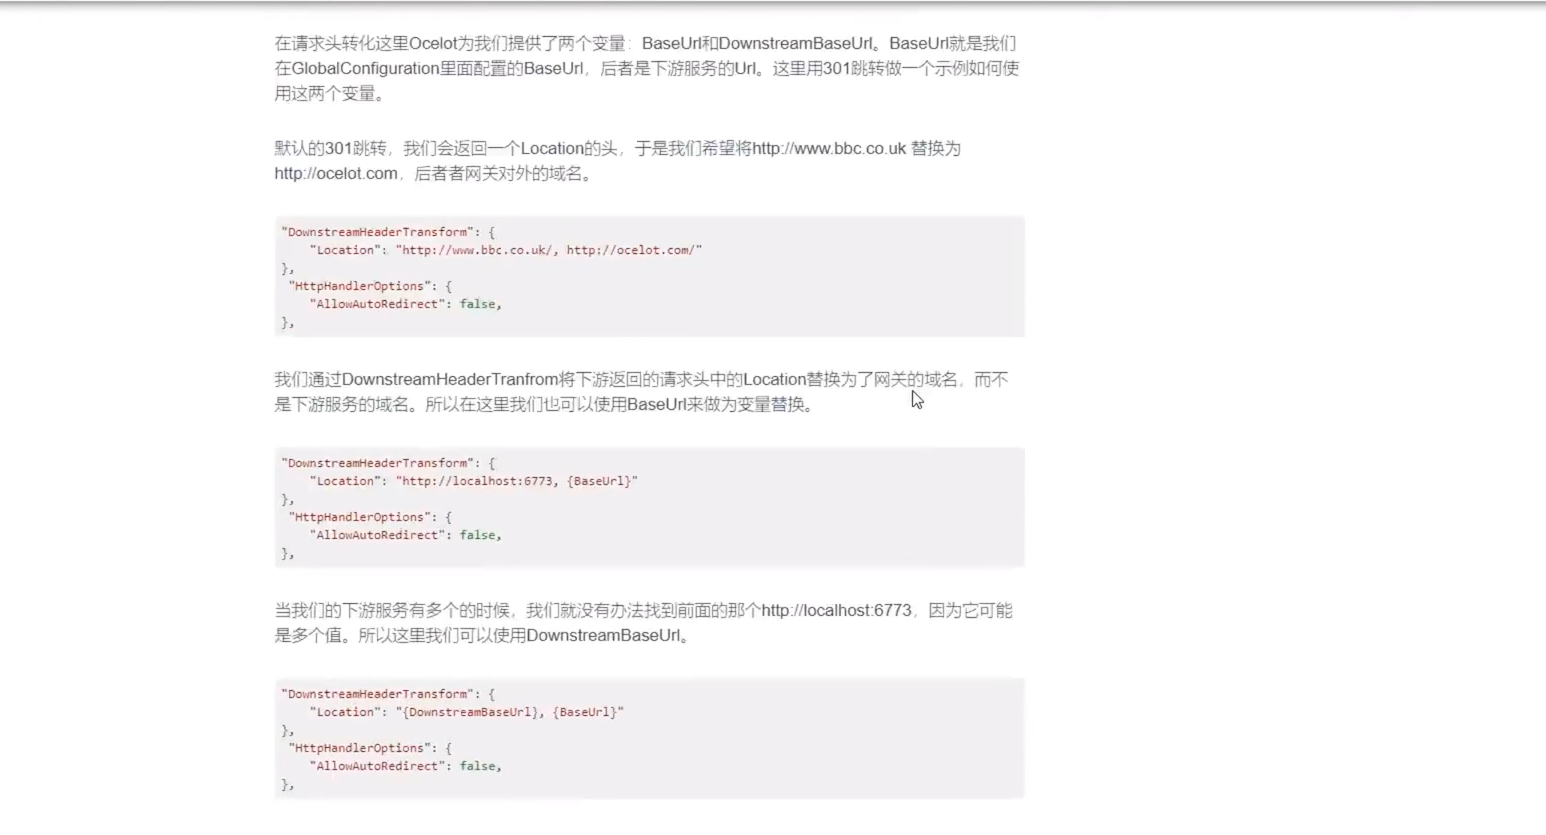 在请求头转化这里Ocelot为我们提供了两个变量：BaseUrl和DownstreamBaseUrl。BaseUrl就是我们
在GlobalConfiguration里面配置的BaseUrl，后者是下游服务的Url。这里用301跳转做一个示例如何使
用这两个变量。
默认的301跳转，我们会返回一个Location的头，于是我们希望将http://www.bbc.co.uk 替换为
http://ocelot.com，后者者网关对外的域名。
"DownstreamHeaderTransform": {
    "Location": "http://www.bbc.co.uk/, http://ocelot.com/"
},
 "HttpHandlerOptions": {
    "AllowAutoRedirect": false,
},
我们通过DownstreamHeaderTranfrom将下游返回的请求头中的Location替换为了网关的域名，而不
是下游服务的域名。所以在这里我们也可以使用BaseUrl来做为变量替换。
"DownstreamHeaderTransform": {
    "Location": "http://localhost:6773, {BaseUrl}"
},
 "HttpHandlerOptions": {
    "AllowAutoRedirect": false,
},
当我们的下游服务有多个的时候，我们就没有办法找到前面的那个http://localhost:6773，因为它可能
是多个值。所以这里我们可以使用DownstreamBaseUrl。
"DownstreamHeaderTransform": {
    "Location": "{DownstreamBaseUrl}, {BaseUrl}"
},
 "HttpHandlerOptions": {
    "AllowAutoRedirect": false,
},